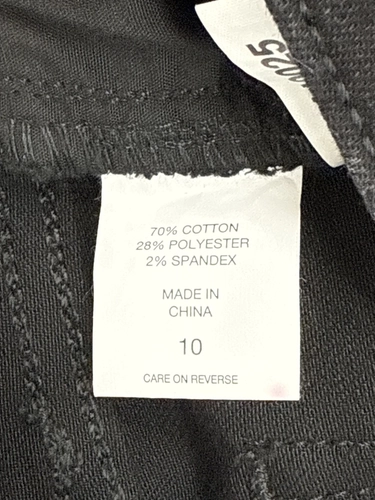 70% COTTON
28% POLYESTER
2% SPANDEX
MADE IN
CHINA
10
CARE ON REVERSE